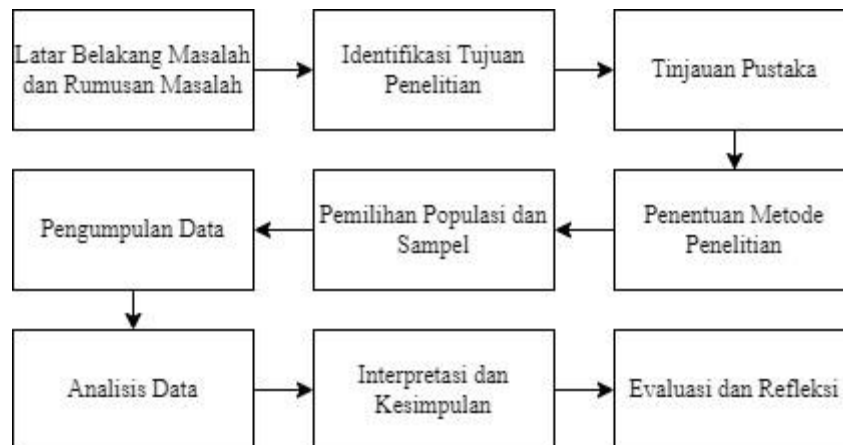 Latar Belakang Masalah
dan Rumusan Masalah
Identifikasi Tujuan
Penelitian
Tinjauan Pustaka
Penentuan Metode
Penelitian
Pemilihan Populasi dan
Sampel
Pengumpulan Data
Analisis Data
Interpretasi dan
Kesimpulan
Evaluasi dan Refleksi